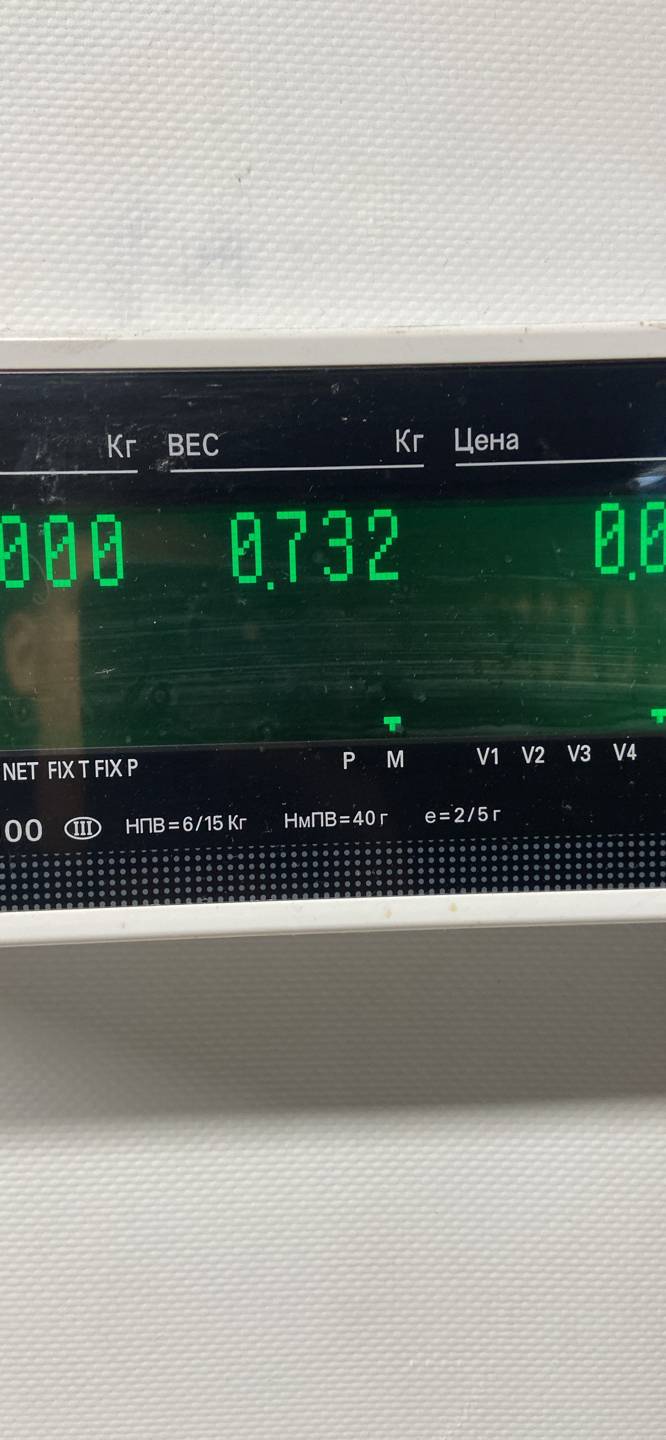 Кг ВЕС Кг Цена
000 0.732 0.0
NET FIX T FIX P P M V1 V2 V3 V4
00 III НПВ=6/15 Кг НмПВ=40 г e=2/5 г